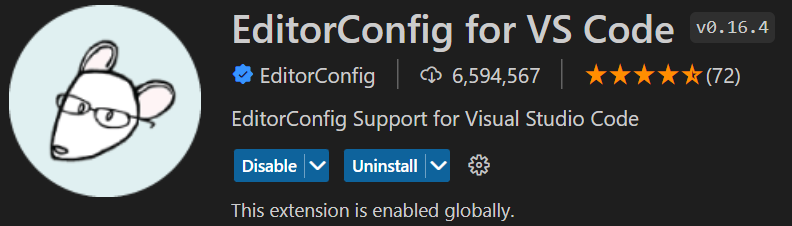 EditorConfig for VS Code v0.16.4
EditorConfig 6,594,567 (72)
EditorConfig Support for Visual Studio Code
Disable Uninstall
This extension is enabled globally.